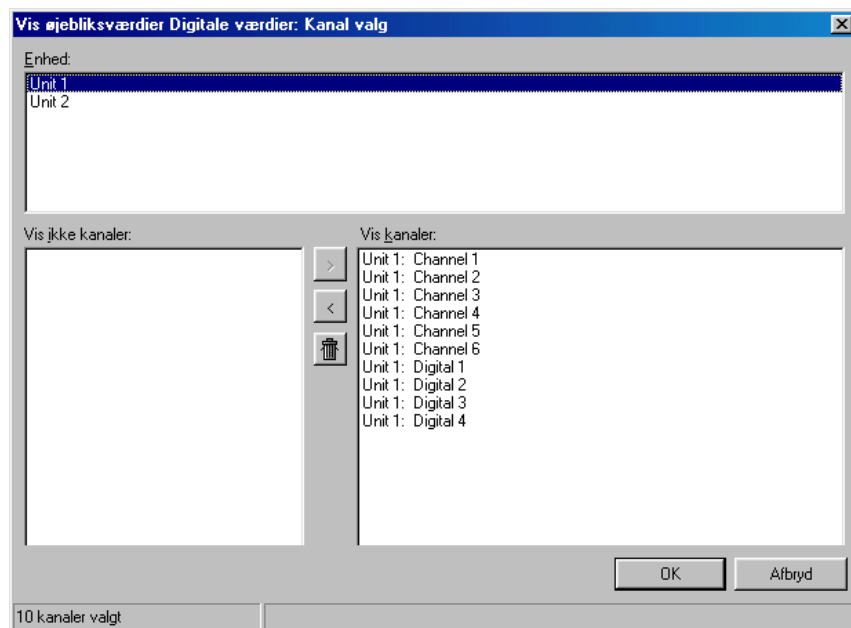 Vis øjebliksværdier Digitale værdier: Kanal valg
Enhed:
Unit 1
Unit 2
Vis ikke kanaler:
Vis kanaler:
>
<
Unit 1: Channel 1
Unit 1: Channel 2
Unit 1: Channel 3
Unit 1: Channel 4
Unit 1: Channel 5
Unit 1: Channel 6
Unit 1: Digital 1
Unit 1: Digital 2
Unit 1: Digital 3
Unit 1: Digital 4
OK
Afbryd
10 kanaler valgt